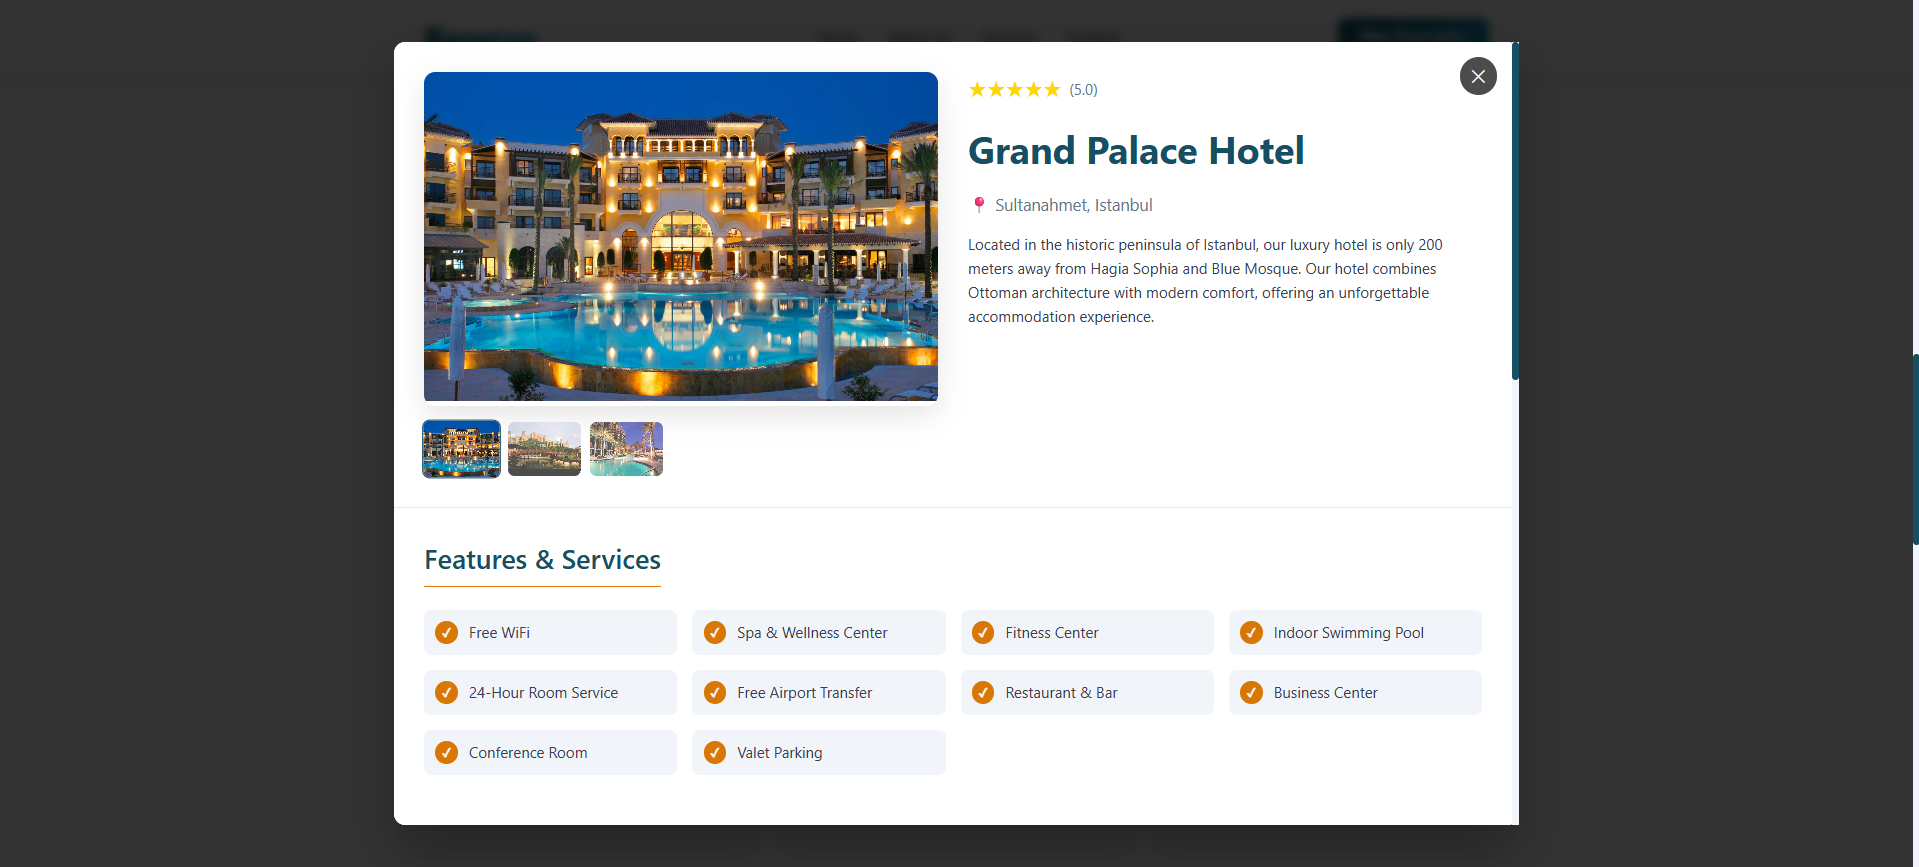 (5.0)
Grand Palace Hotel
Sultanahmet, Istanbul
Located in the historic peninsula of Istanbul, our luxury hotel is only 200
meters away from Hagia Sophia and Blue Mosque. Our hotel combines
Ottoman architecture with modern comfort, offering an unforgettable
accommodation experience.
Features & Services
Free WiFi
Spa & Wellness Center
Fitness Center
Indoor Swimming Pool
24-Hour Room Service
Free Airport Transfer
Restaurant & Bar
Business Center
Conference Room
Valet Parking